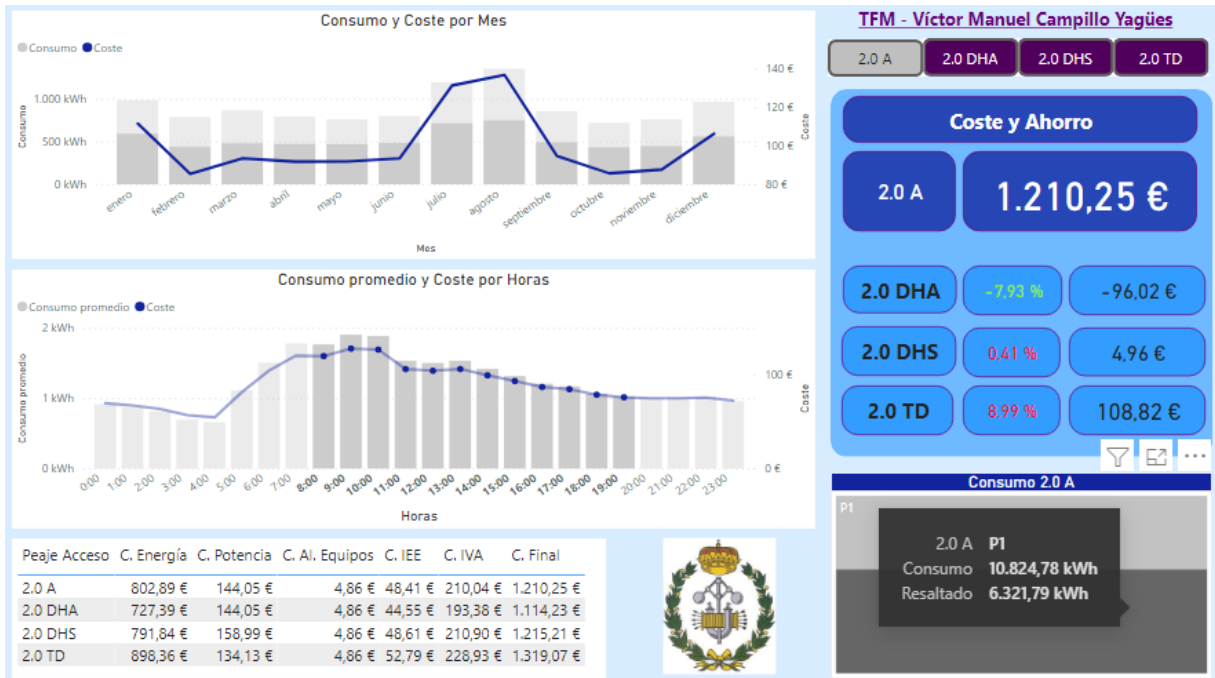 Consumo y Coste por Mes
Consumo Coste
Consumo
1.000 kWh
500 kWh
0 kWh
140 €
120 €
100 €
80 €
Coste
enero febrero marzo abril mayo junio julio agosto septiembre octubre noviembre diciembre
Mes
Consumo promedio y Coste por Horas
Consumo promedio Coste
Consumo promedio
2 kWh
1 kWh
0 kWh
100 €
0 €
Coste
0:00 1:00 2:00 3:00 4:00 5:00 6:00 7:00 8:00 9:00 10:00 11:00 12:00 13:00 14:00 15:00 16:00 17:00 18:00 19:00 20:00 21:00 22:00 23:00
Horas
Peaje Acceso C. Energía C. Potencia C. Al. Equipos C. IEE C. IVA C. Final
2.0 A 802,89 € 144,05 € 4,86 € 48,41 € 210,04 € 1.210,25 €
2.0 DHA 727,39 € 144,05 € 4,86 € 44,55 € 193,38 € 1.114,23 €
2.0 DHS 791,84 € 158,99 € 4,86 € 48,61 € 210,90 € 1.215,21 €
2.0 TD 898,36 € 134,13 € 4,86 € 52,79 € 228,93 € 1.319,07 €
TFM - Víctor Manuel Campillo Yagües
2.0 A 2.0 DHA 2.0 DHS 2.0 TD
Coste y Ahorro
2.0 A 1.210,25 €
2.0 DHA -7,93 % -96,02 €
2.0 DHS 0,41 % 4,96 €
2.0 TD 8,99 % 108,82 €
Consumo 2.0 A
P1
2.0 A P1
Consumo 10.824,78 kWh
Resaltado 6.321,79 kWh